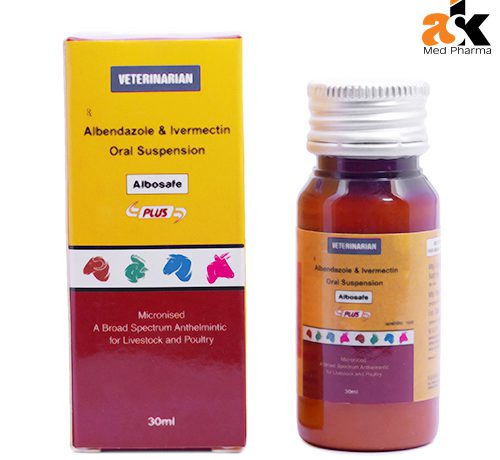 atk
Med Pharma
VETERINARIAN
Albendazole & Ivermectin
Oral Suspension
Albosafe
PLUS
Micronised
A Broad Spectrum Anthelmintic
for Livestock and Poultry
30ml
VETERINARIAN
Albendazole & Ivermectin
Oral Suspension
Albosafe
PLUS
Micronised
A Broad Spectrum Anthelmintic
for Livestock and Poultry
30ml